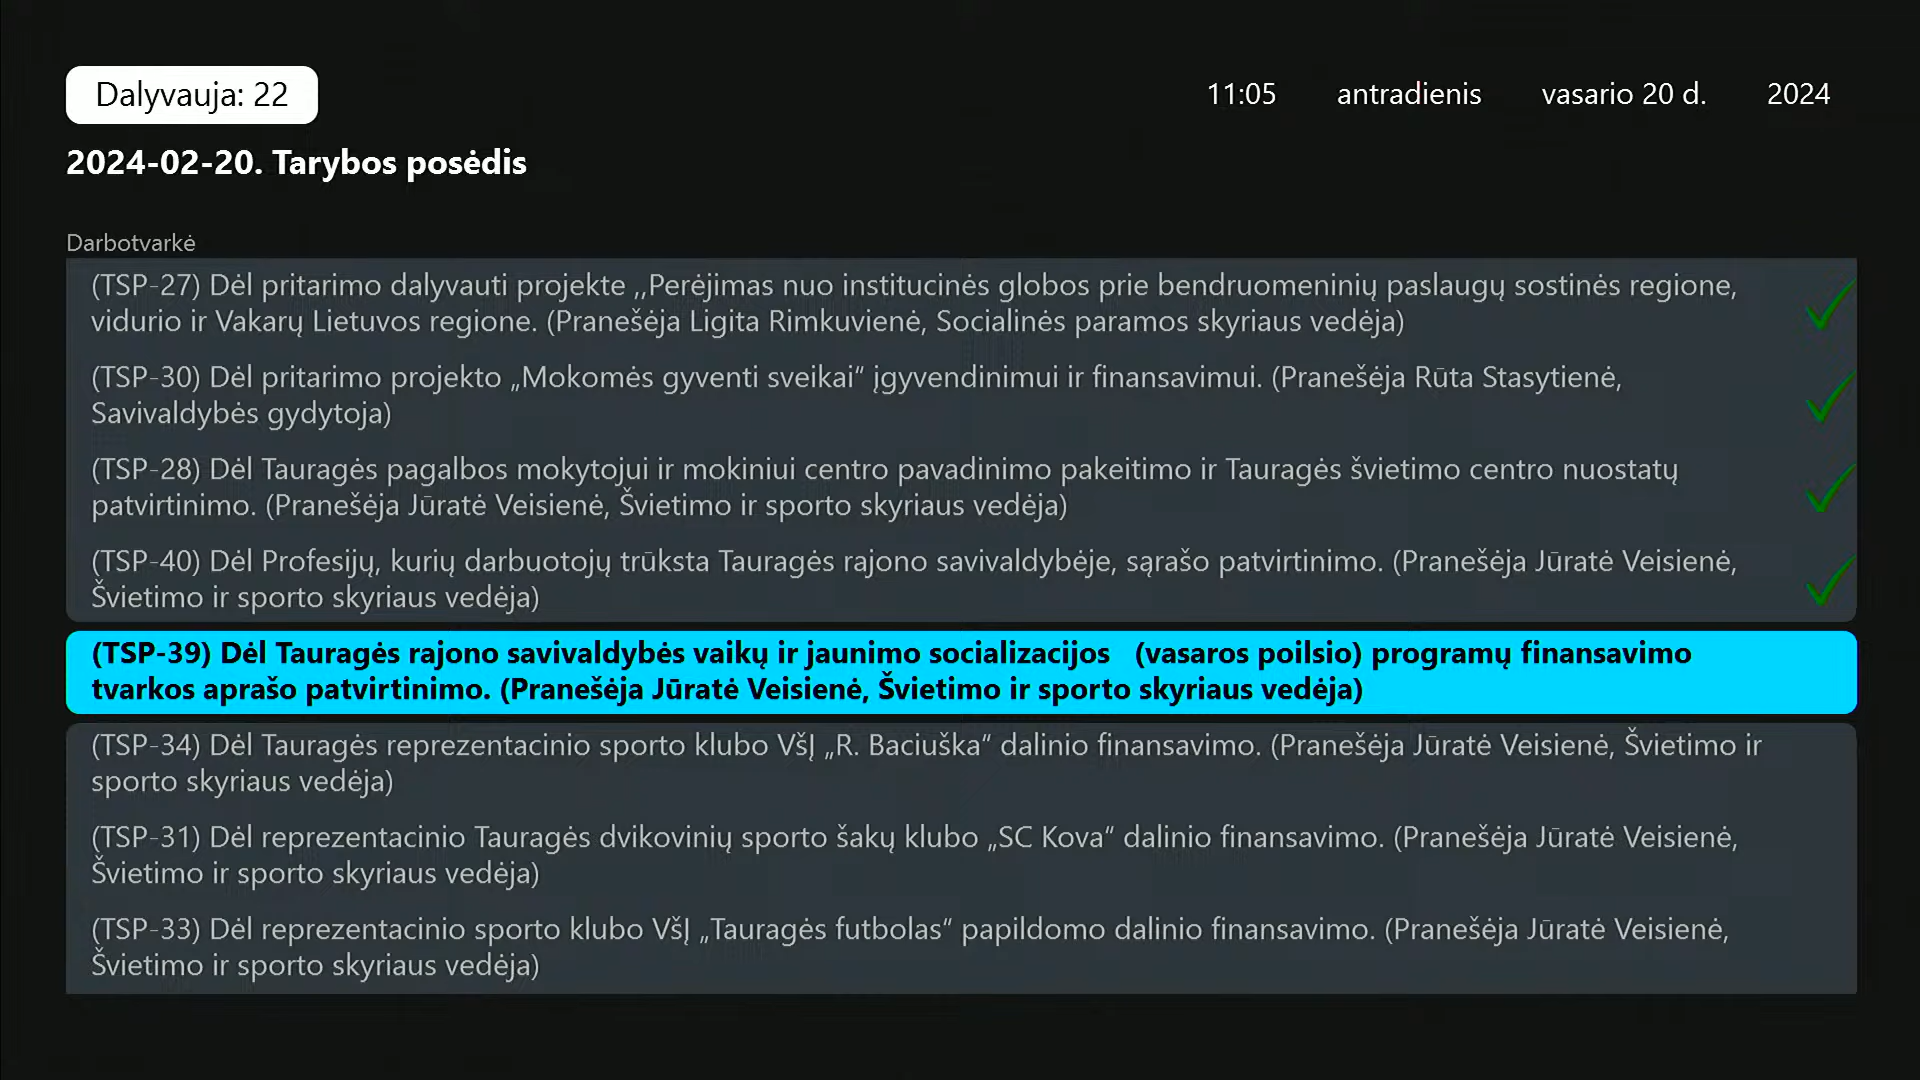 Dalyvauja: 22
11:05 antradienis vasario 20 d. 2024
2024-02-20. Tarybos posėdis
Darbotvarkė
(TSP-27) Dėl pritarimo dalyvauti projekte ,,Perėjimas nuo institucinės globos prie bendruomeninių paslaugų sostinės regione,
vidurio ir Vakarų Lietuvos regione. (Pranešėja Ligita Rimkuvienė, Socialinės paramos skyriaus vedėja)
(TSP-30) Dėl pritarimo projekto „Mokomės gyventi sveikai“ įgyvendinimui ir finansavimui. (Pranešėja Rūta Stasytienė,
Savivaldybės gydytoja)
(TSP-28) Dėl Tauragės pagalbos mokytojui ir mokiniui centro pavadinimo pakeitimo ir Tauragės švietimo centro nuostatų
patvirtinimo. (Pranešėja Jūratė Veisienė, Švietimo ir sporto skyriaus vedėja)
(TSP-40) Dėl Profesijų, kurių darbuotojų trūksta Tauragės rajono savivaldybėje, sąrašo patvirtinimo. (Pranešėja Jūratė Veisienė,
Švietimo ir sporto skyriaus vedėja)
(TSP-39) Dėl Tauragės rajono savivaldybės vaikų ir jaunimo socializacijos (vasaros poilsio) programų finansavimo
tvarkos aprašo patvirtinimo. (Pranešėja Jūratė Veisienė, Švietimo ir sporto skyriaus vedėja)
(TSP-34) Dėl Tauragės reprezentacinio sporto klubo VšĮ „R. Baciuška“ dalinio finansavimo. (Pranešėja Jūratė Veisienė, Švietimo ir
sporto skyriaus vedėja)
(TSP-31) Dėl reprezentacinio Tauragės dvikovinių sporto šakų klubo „SC Kova“ dalinio finansavimo. (Pranešėja Jūratė Veisienė,
Švietimo ir sporto skyriaus vedėja)
(TSP-33) Dėl reprezentacinio sporto klubo VšĮ „Tauragės futbolas“ papildomo dalinio finansavimo. (Pranešėja Jūratė Veisienė,
Švietimo ir sporto skyriaus vedėja)